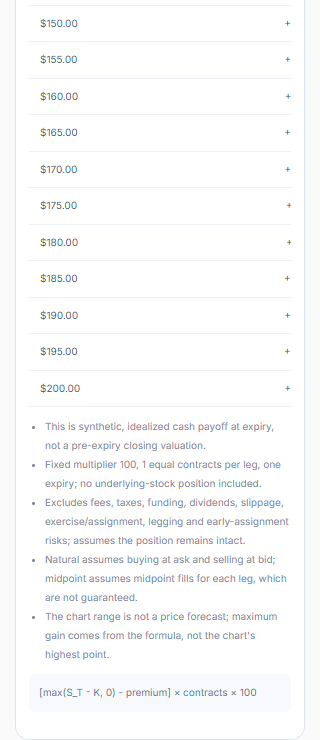 $150.00 +
$155.00 +
$160.00 +
$165.00 +
$170.00 +
$175.00 +
$180.00 +
$185.00 +
$190.00 +
$195.00 +
$200.00 +
• This is synthetic, idealized cash payoff at expiry,
not a pre-expiry closing valuation.
• Fixed multiplier 100, 1 equal contracts per leg, one
expiry; no underlying-stock position included.
• Excludes fees, taxes, funding, dividends, slippage,
exercise/assignment, legging and early-assignment
risks; assumes the position remains intact.
• Natural assumes buying at ask and selling at bid;
midpoint assumes midpoint fills for each leg, which
are not guaranteed.
• The chart range is not a price forecast; maximum
gain comes from the formula, not the chart's
highest point.
[max(S_T - K, 0) - premium] × contracts × 100